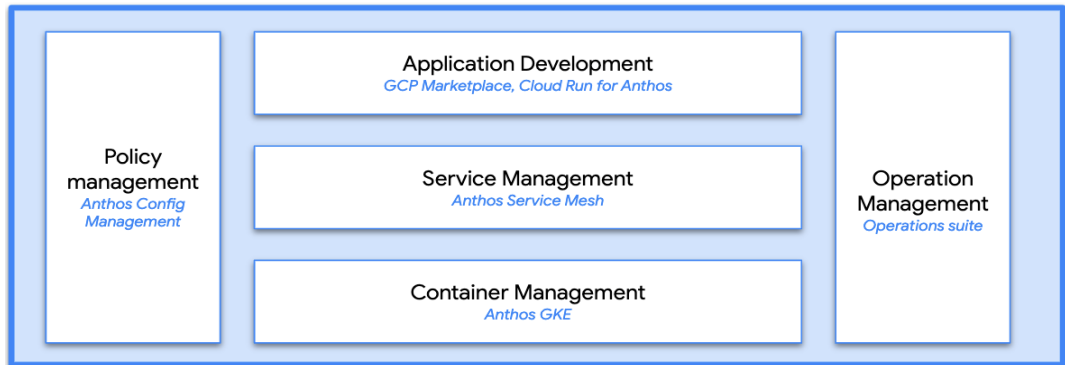 Policy
management
Anthos Config
Management
Application Development
GCP Marketplace, Cloud Run for Anthos
Service Management
Anthos Service Mesh
Container Management
Anthos GKE
Operation
Management
Operations suite